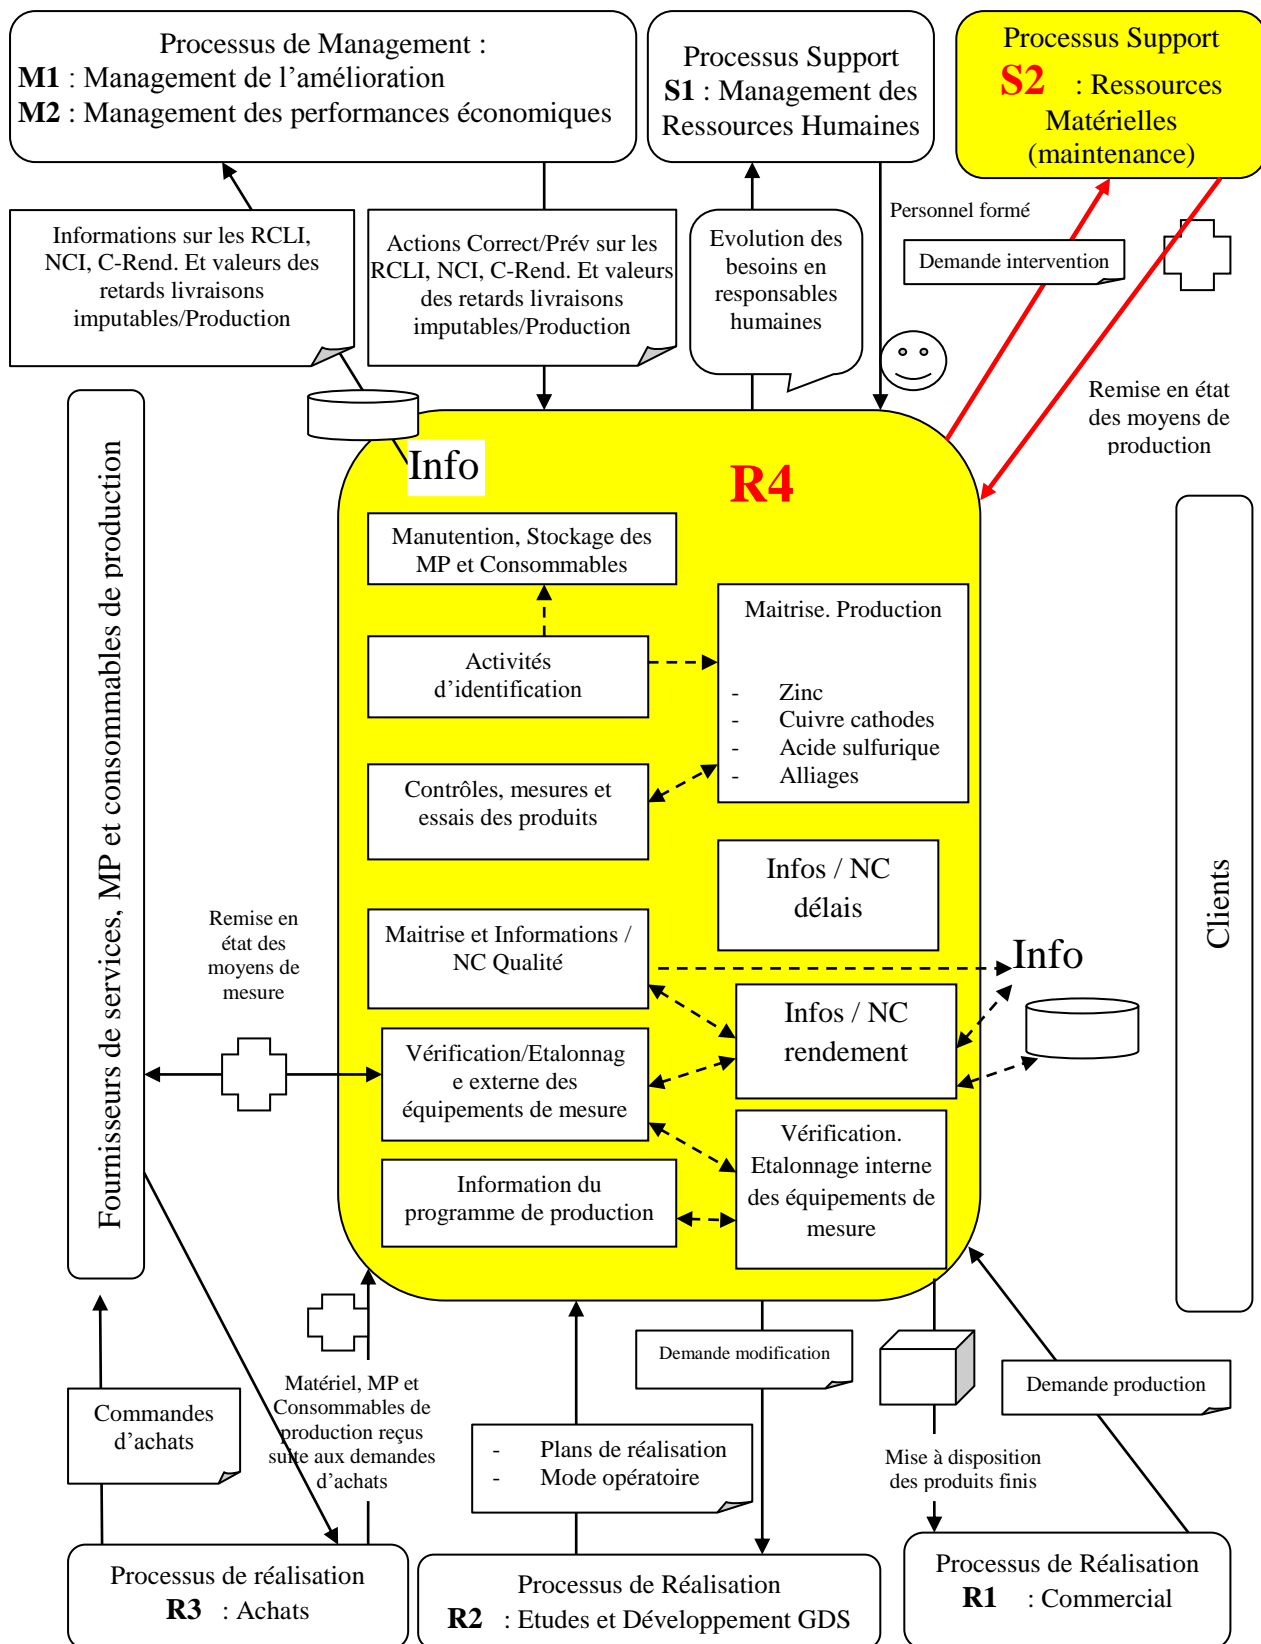 Processus de Management :
M1 : Management de l’amélioration
M2 : Management des performances économiques
Processus Support
S1 : Management des
Ressources Humaines
Processus Support
S2 : Ressources
Matérielles
(maintenance)
Informations sur les RCLI,
NCI, C-Rend. Et valeurs des
retards livraisons
imputables/Production
Actions Correct/Prév sur les
RCLI, NCI, C-Rend. Et valeurs
des retards livraisons
imputables/Production
Evolution des
besoins en
responsables
humaines
Personnel formé
Demande intervention
Remise en état
des moyens de
production
Info
R4
Fournisseurs de services, MP et consommables de production
Manutention, Stockage des
MP et Consommables
Activités
d’identification
Maitrise. Production
- Zinc
- Cuivre cathodes
- Acide sulfurique
- Alliages
Contrôles, mesures et
essais des produits
Infos / NC
délais
Maitrise et Informations /
NC Qualité
Info
Clients
Remise en
état des
moyens de
mesure
Infos / NC
rendement
Vérification/Etalonnag
e externe des
équipements de mesure
Vérification.
Etalonnage interne
des équipements de
mesure
Information du
programme de production
Commandes
d’achats
Matériel, MP et
Consommables de
production reçus
suite aux demandes
d’achats
Demande modification
- Plans de réalisation
- Mode opératoire
Mise à disposition
des produits finis
Demande production
Processus de réalisation
R3 : Achats
Processus de Réalisation
R2 : Etudes et Développement GDS
Processus de Réalisation
R1 : Commercial